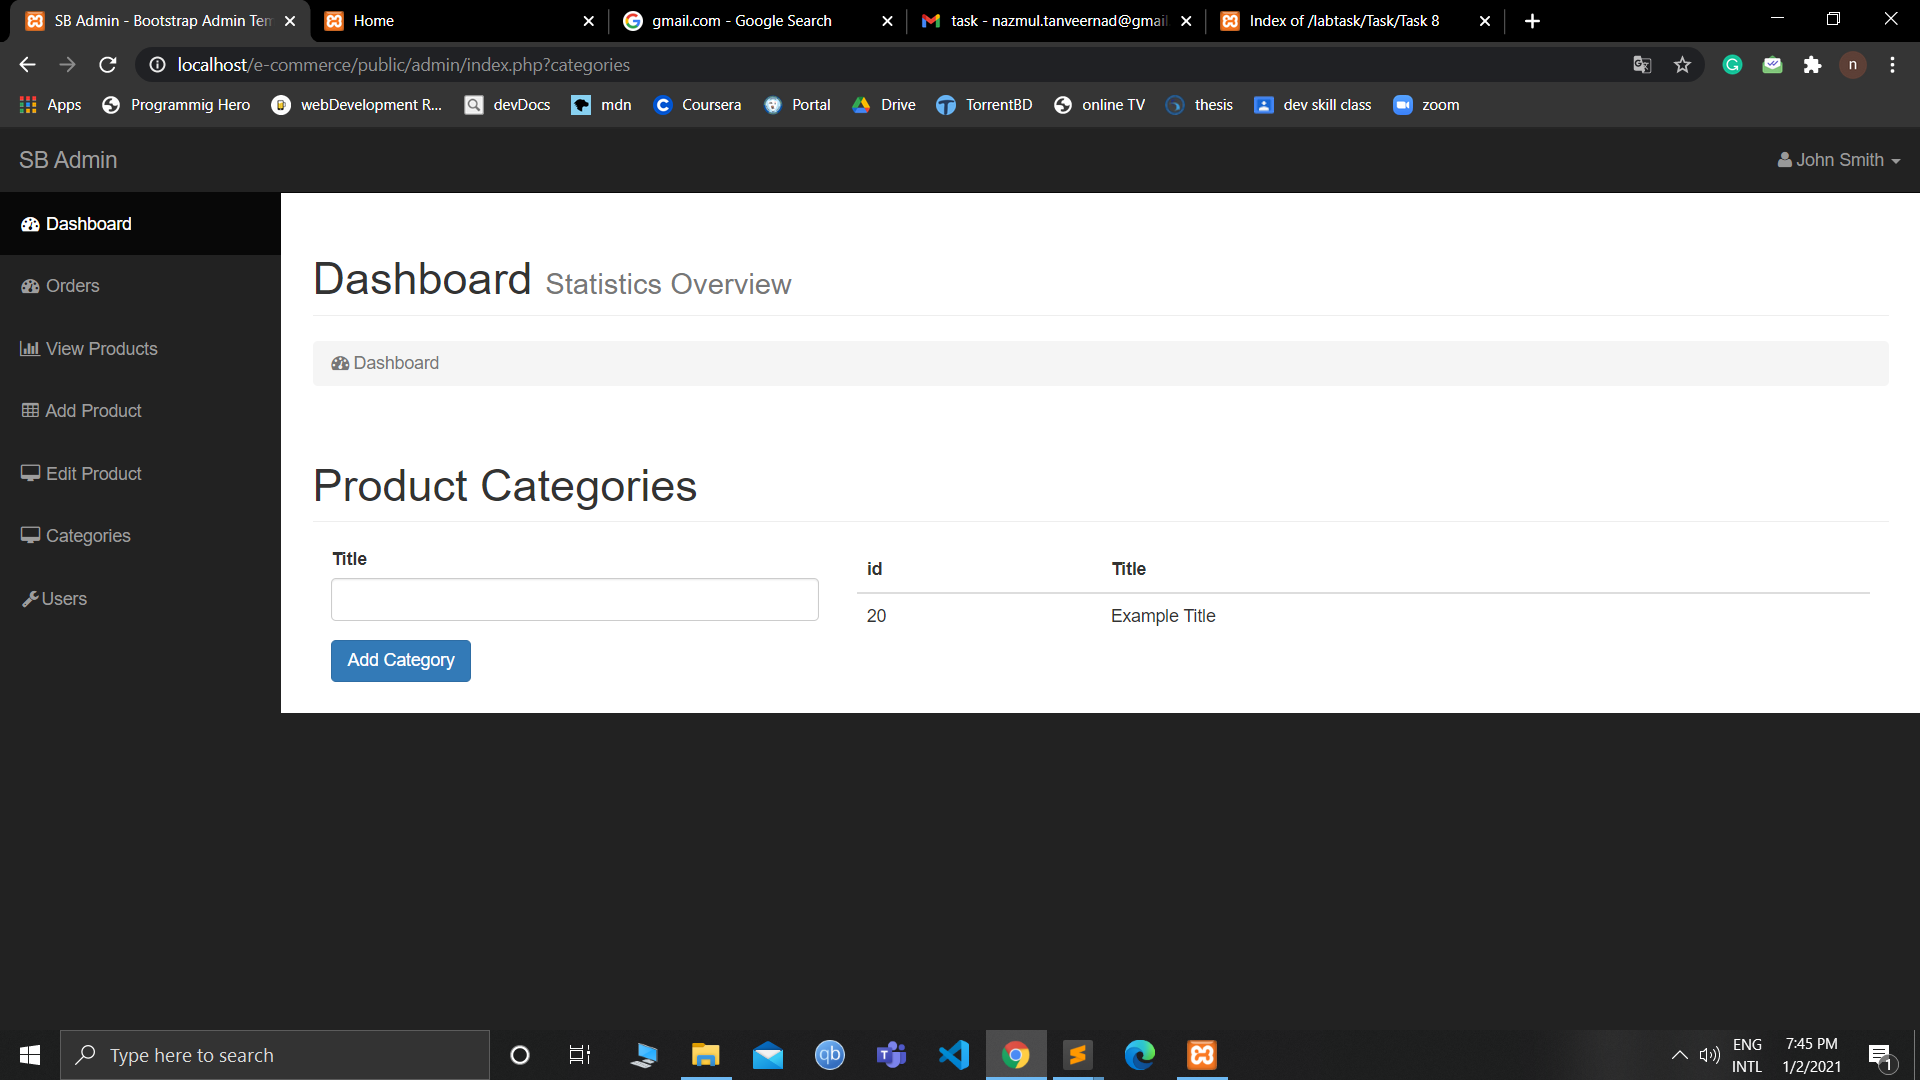 SB Admin - Bootstrap Admin Tem
Home
gmail.com - Google Search
task - nazmul.tanveernad@gmail
Index of /labtask/Task/Task 8
localhost/e-commerce/public/admin/index.php?categories
n
Apps
Programmig Hero
webDevelopment R...
devDocs
mdn
Coursera
Portal
Drive
TorrentBD
online TV
thesis
dev skill class
zoom
SB Admin
John Smith
Dashboard
Orders
View Products
Add Product
Edit Product
Categories
Users
Dashboard Statistics Overview
Dashboard
Product Categories
Title
Add Category
id Title
20 Example Title
Type here to search
qb
ENG
INTL
7:45 PM
1/2/2021
1